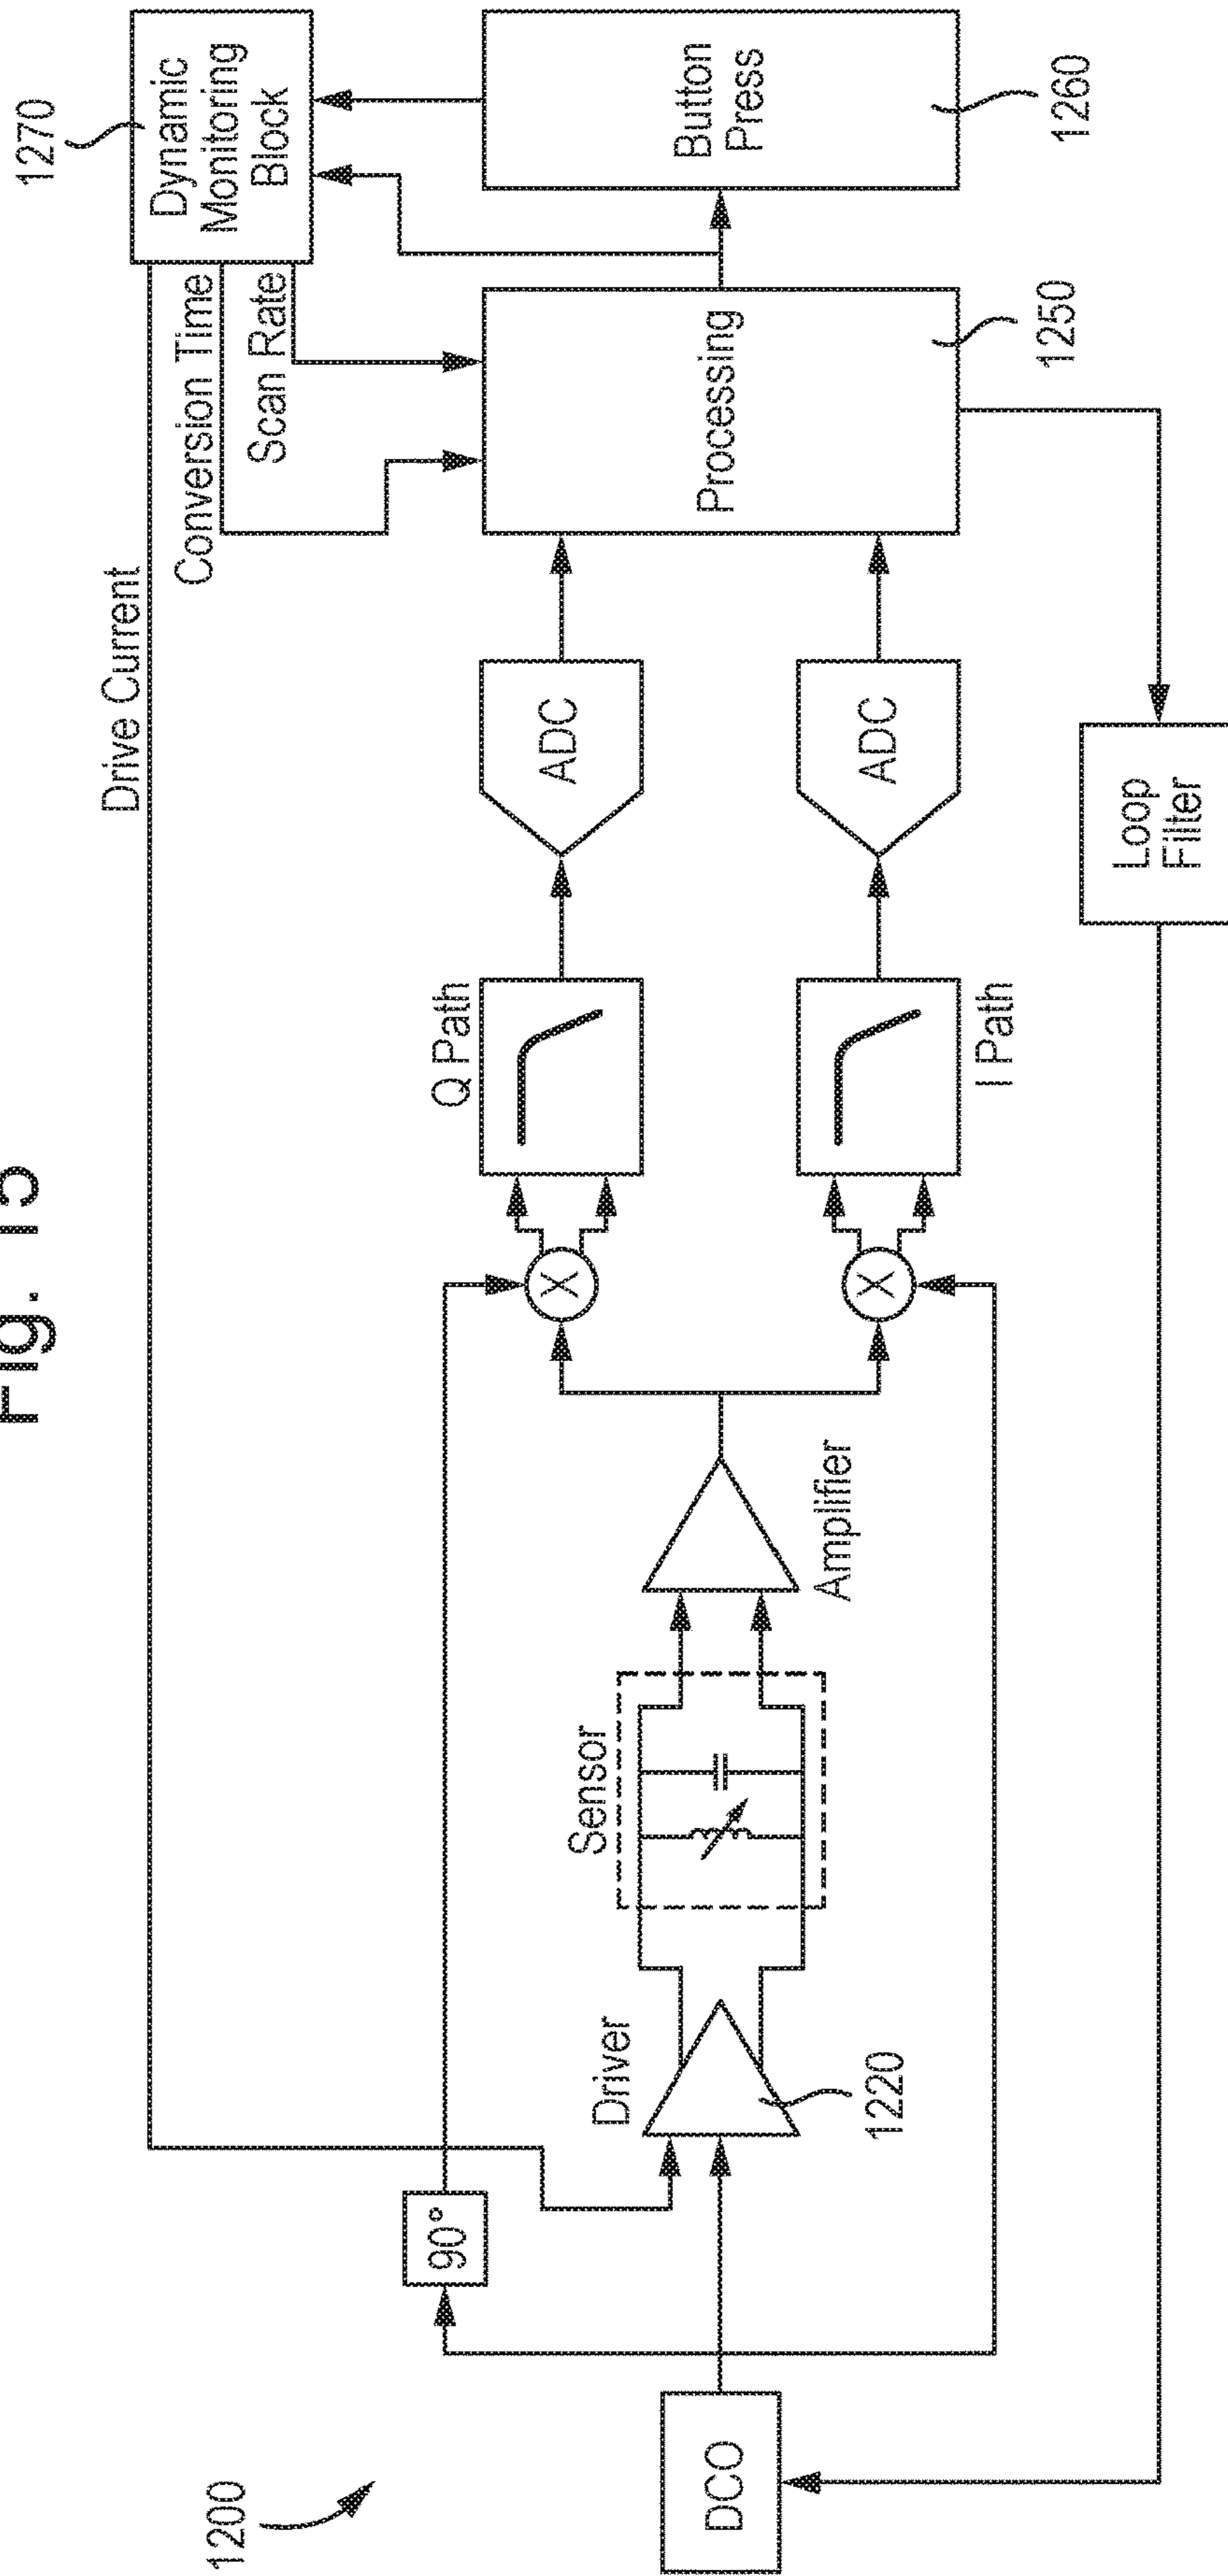 Fig. 15
1200
DCO
90°
Driver
1220
Sensor
Amplifier
X
X
Q Path
I Path
ADC
ADC
Loop
Filter
Processing
1250
Button
Press
1260
Dynamic
Monitoring
Block
1270
Drive Current
Conversion Time
Scan Rate